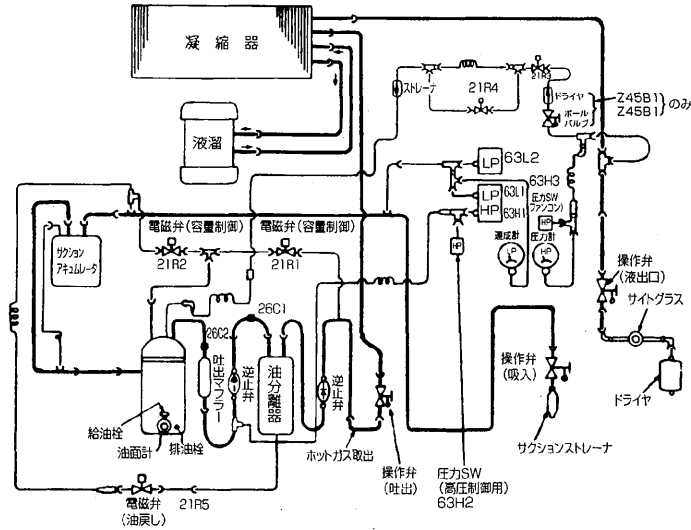 凝縮器
液溜
ストレーナ
21R4
21R3
ドライヤ
ボール
バルブ
Z45B1
Z45B1
のみ
LP
63L2
LP
HP
63L1
63H1
63H3
圧力SW
ファンコン
HP
連成計
LP
圧力計
HP
HP
電磁弁(容量制御)
電磁弁(容量制御)
21R2
21R1
サクション
アキュムレータ
26C1
26C2
吐出マフラー
逆止弁
油分離器
逆止弁
給油栓
油面計
排油栓
ホットガス取出
操作弁
(吐出)
圧力SW
(高圧制御用)
63H2
操作弁
(吸入)
サクションストレーナ
操作弁
(液出口)
サイトグラス
ドライヤ
電磁弁
(油戻し)
21R5